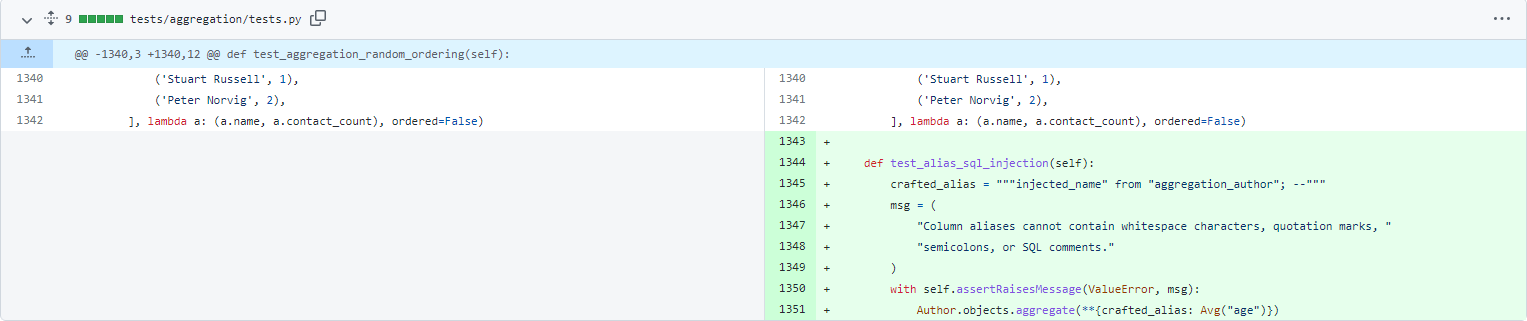 9 tests/aggregation/tests.py
@@ -1340,3 +1340,12 @@ def test_aggregation_random_ordering(self):
1340 ('Stuart Russell', 1),
1341 ('Peter Norvig', 2),
1342 ], lambda a: (a.name, a.contact_count), ordered=False)
1340 ('Stuart Russell', 1),
1341 ('Peter Norvig', 2),
1342 ], lambda a: (a.name, a.contact_count), ordered=False)
1343 +
1344 + def test_alias_sql_injection(self):
1345 + crafted_alias = """injected_name" from "aggregation_author"; --"""
1346 + msg = (
1347 + "Column aliases cannot contain whitespace characters, quotation marks, "
1348 + "semicolons, or SQL comments."
1349 + )
1350 + with self.assertRaisesMessage(ValueError, msg):
1351 + Author.objects.aggregate(**{crafted_alias: Avg("age")})